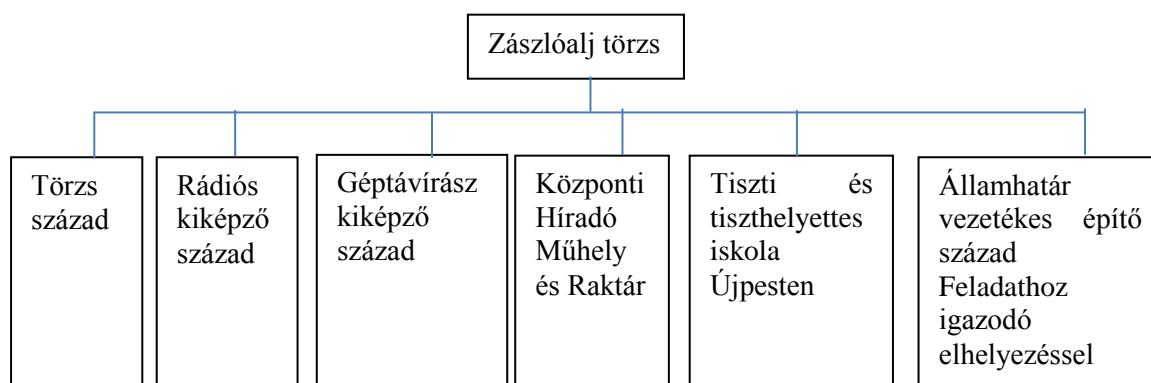 Zászlóalj törzs
Törzs
század
Rádiós
kiképző
század
Géptávírász
kiképző
század
Központi
Híradó
Műhely
és Raktár
Tiszti és
tiszthelyettes
iskola
Újpesten
Államhatár
vezetékes építő
század
Feladathoz
igazodó
elhelyezéssel